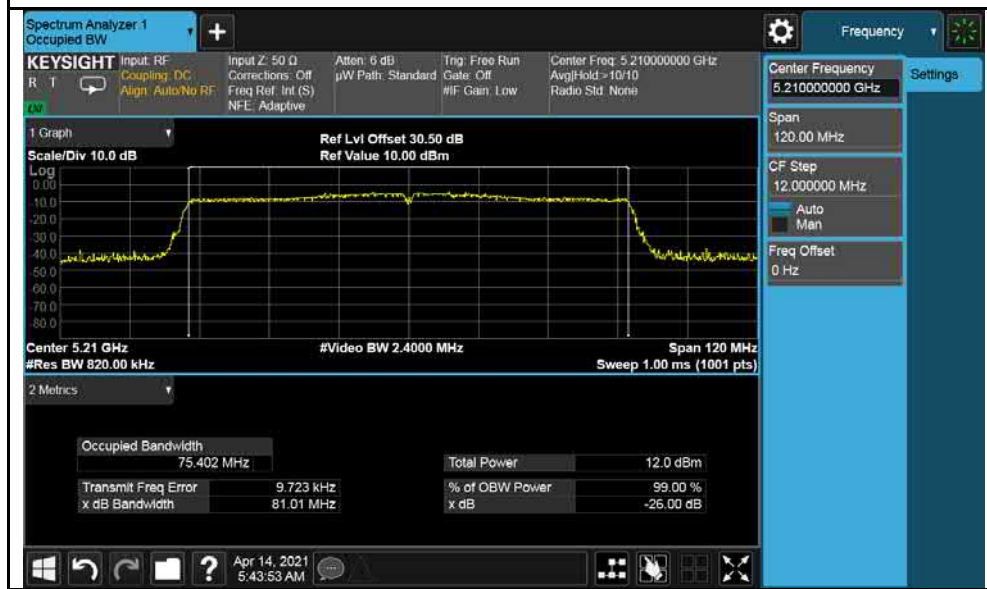 Spectrum Analyzer 1
Occupied BW
+
Frequency
KEYSIGHT
R T
LXI
Input: RF
Coupling: DC
Align: Auto/No RF
Input Z: 50 Ω
Corrections: Off
Freq Ref: Int (S)
NFE: Adaptive
Atten: 6 dB
µW Path: Standard
Trig: Free Run
Gate: Off
#IF Gain: Low
Center Freq: 5.210000000 GHz
Avg|Hold:>10/10
Radio Std: None
1 Graph
Scale/Div 10.0 dB
Ref Lvl Offset 30.50 dB
Ref Value 10.00 dBm
Log
0.00
-10.0
-20.0
-30.0
-40.0
-50.0
-60.0
-70.0
-80.0
Center 5.21 GHz
#Res BW 820.00 kHz
#Video BW 2.4000 MHz
Span 120 MHz
Sweep 1.00 ms (1001 pts)
2 Metrics
Occupied Bandwidth
75.402 MHz
Total Power 12.0 dBm
Transmit Freq Error 9.723 kHz
% of OBW Power 99.00 %
x dB Bandwidth 81.01 MHz
x dB -26.00 dB
Center Frequency
5.210000000 GHz
Settings
Span
120.00 MHz
CF Step
12.000000 MHz
Auto
Man
Freq Offset
0 Hz
?
Apr 14, 2021
5:43:53 AM